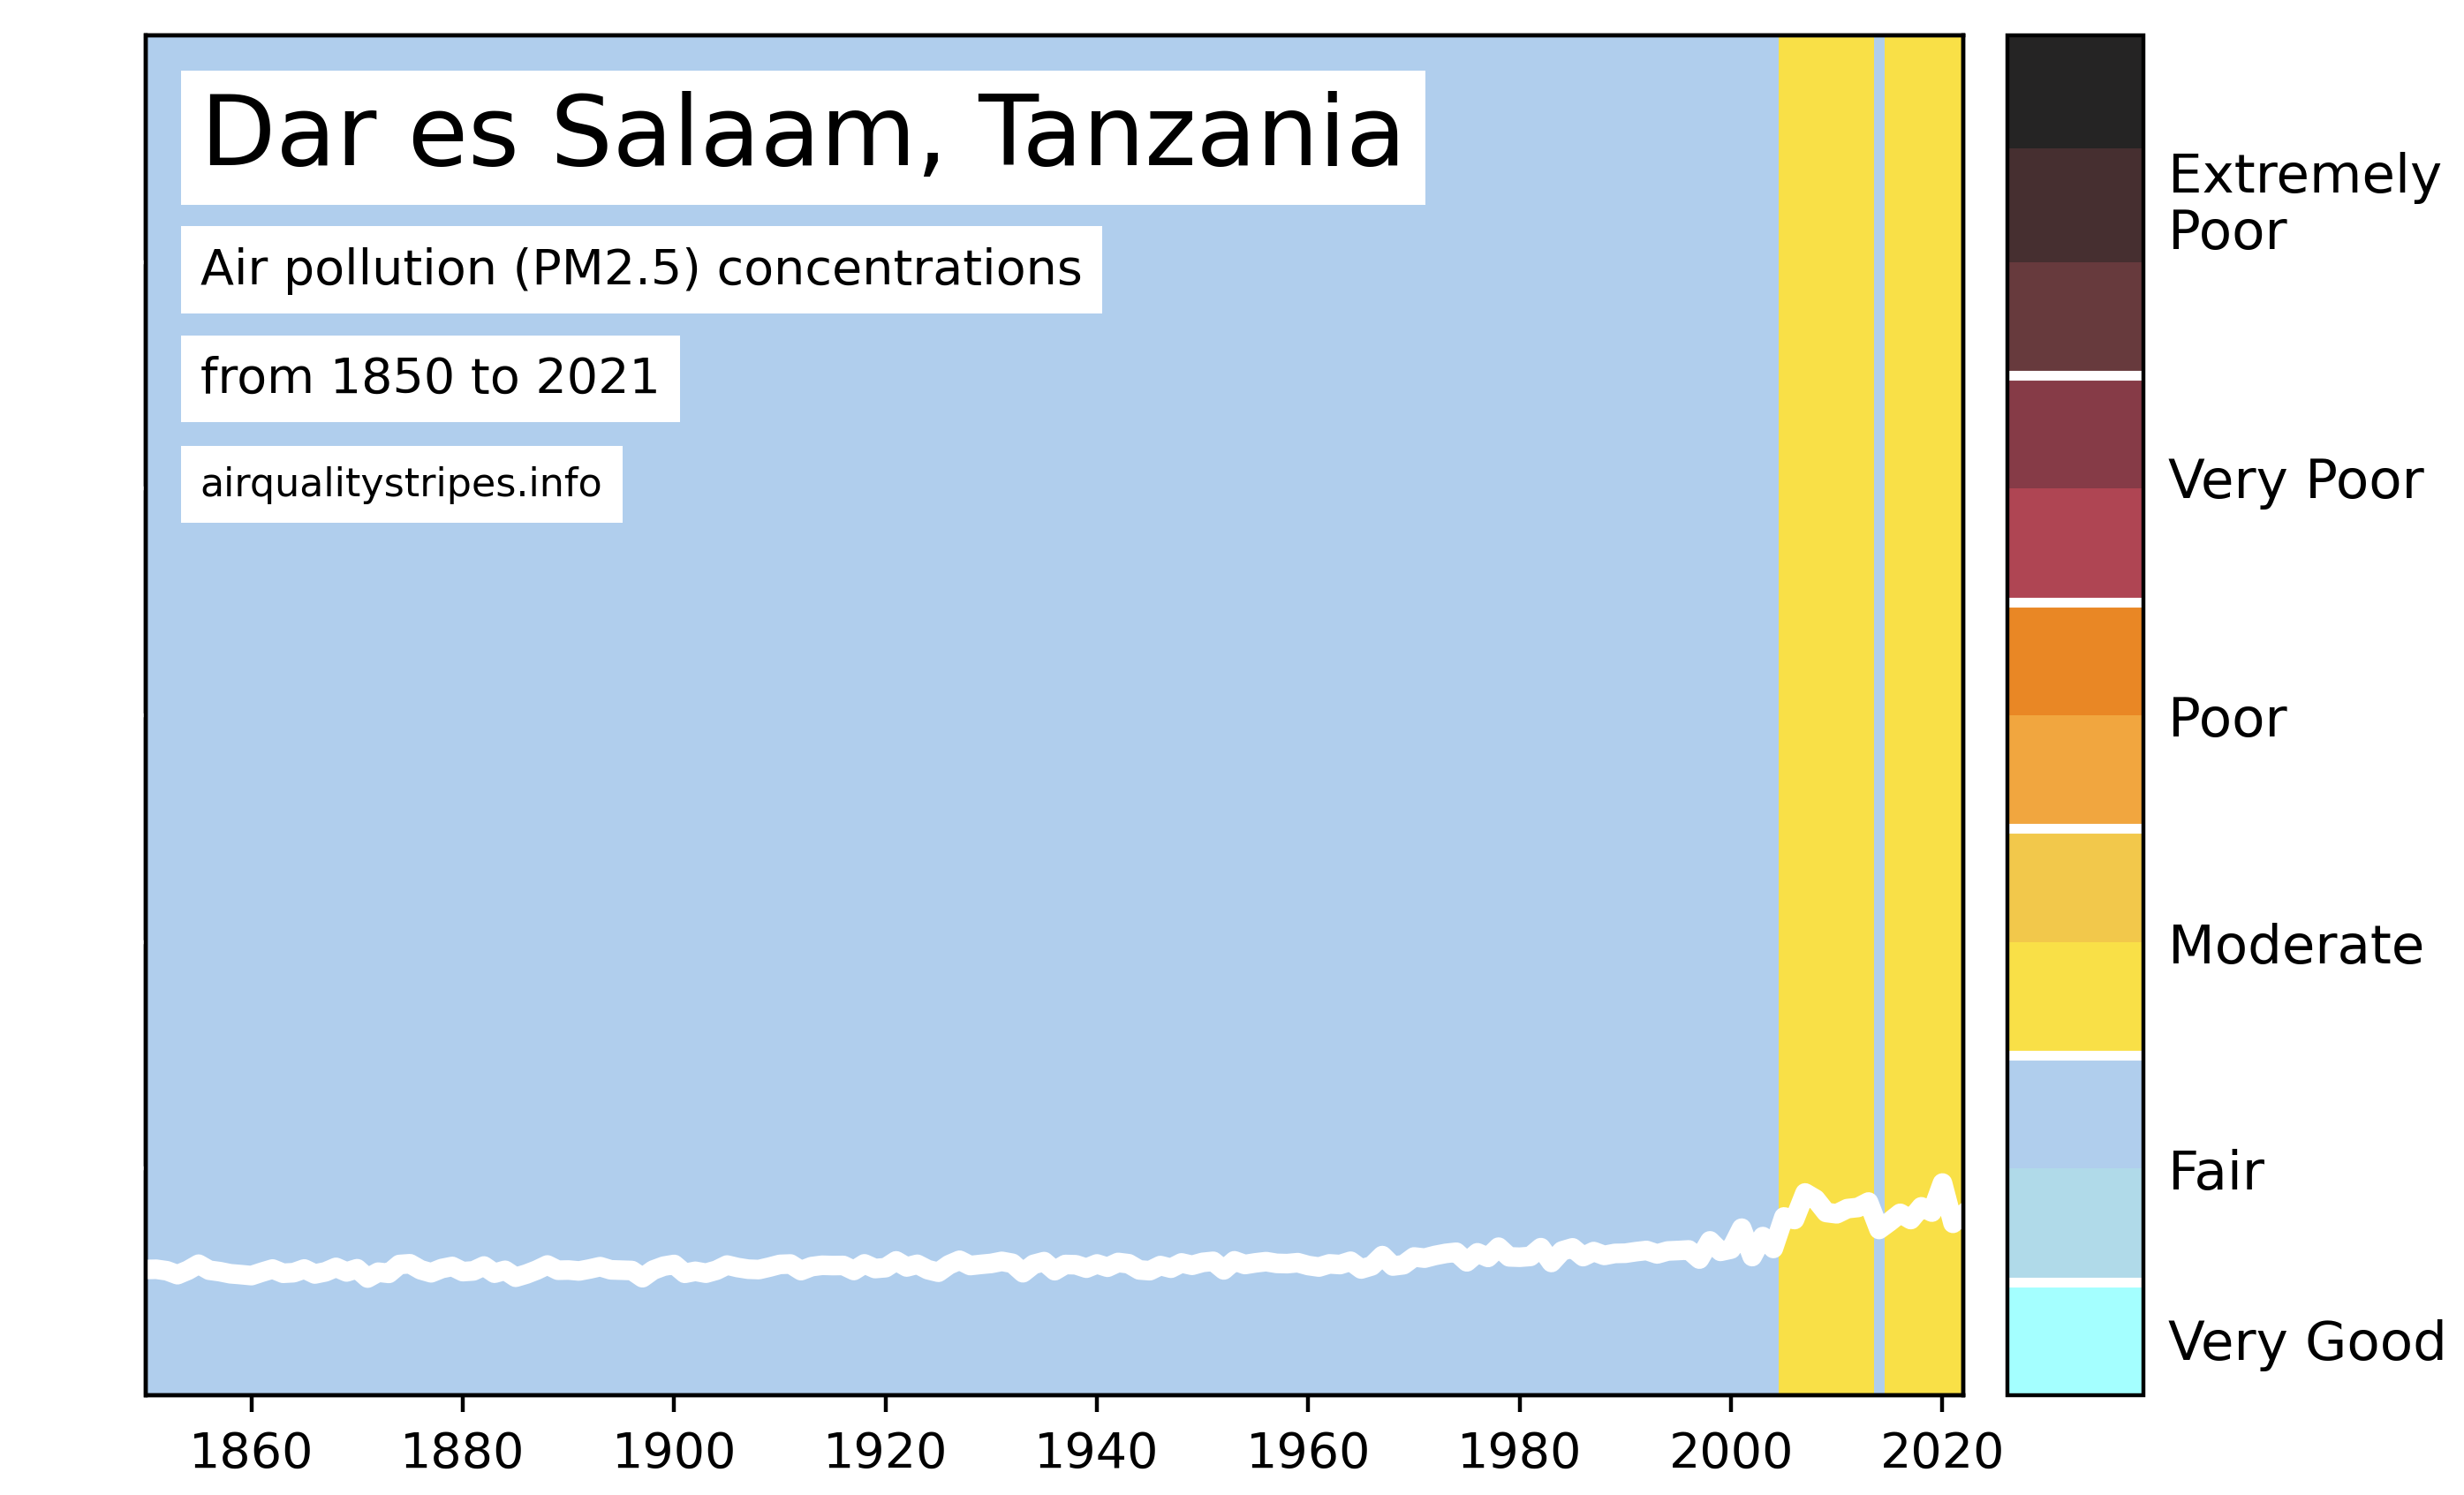 Dar es Salaam, Tanzania
Air pollution (PM2.5) concentrations
from 1850 to 2021
airqualitystripes.info
Extremely
Poor
Very Poor
Poor
Moderate
Fair
Very Good
1860 1880 1900 1920 1940 1960 1980 2000 2020